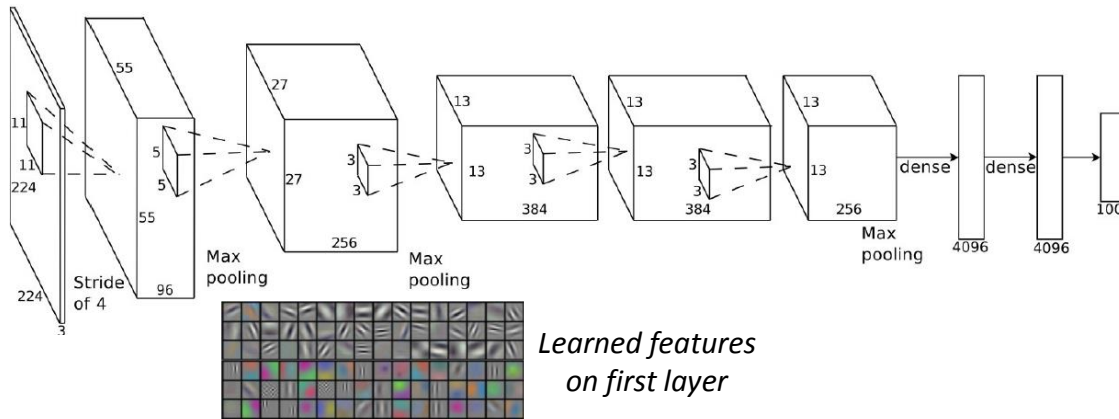 11
11
224
224
3
Stride
of 4
55
5
5
55
96
Max
pooling
27
27
256
3
3
Max
pooling
13
13
3
3
384
13
13
3
3
384
13
13
256
Max
pooling
dense
4096
dense
4096
100
Learned features
on first layer